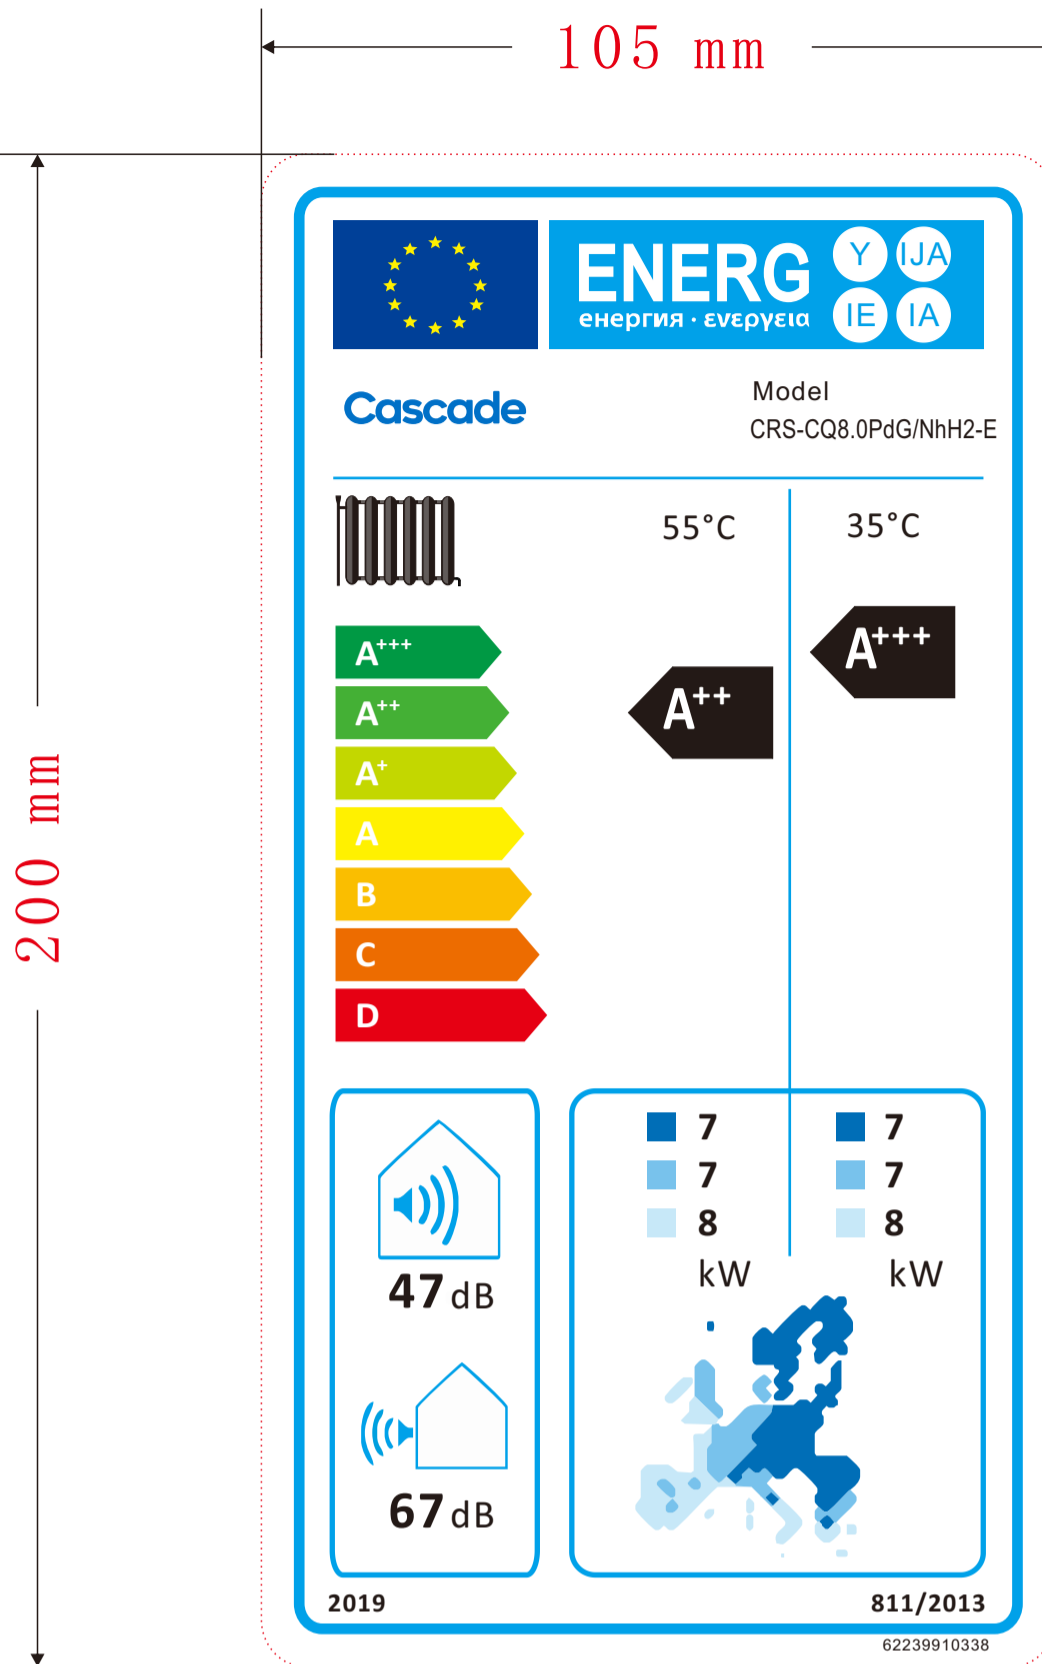 105 mm
200 mm
ENERG
енергия · ενεργεια
Y IJA
IE IA
Cascade
Model
CRS-CQ8.0PdG/NhH2-E
55°C
35°C
A+++
A++
A+
A
B
C
D
A++
A+++
47 dB
67 dB
7
7
8
kW
7
7
8
kW
2019
811/2013
62239910338